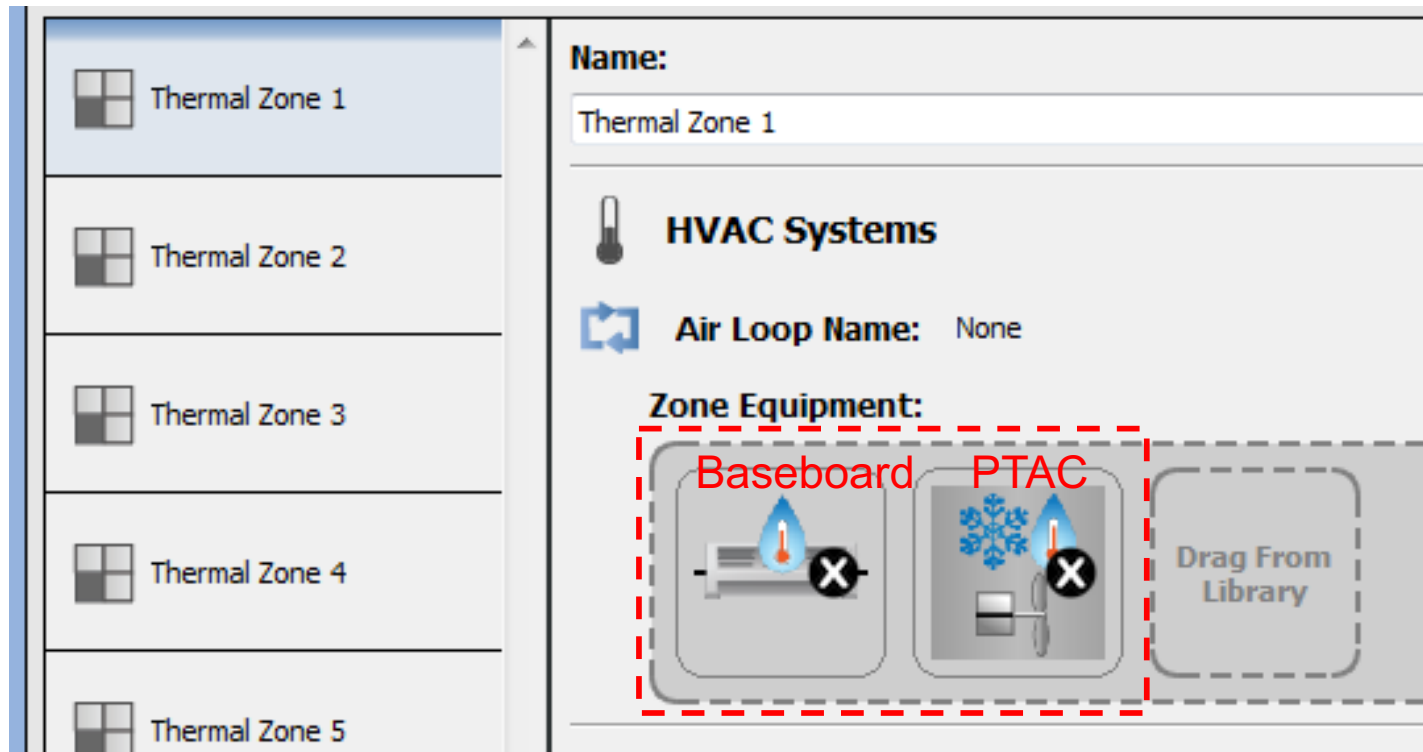 Thermal Zone 1
Thermal Zone 2
Thermal Zone 3
Thermal Zone 4
Thermal Zone 5
Name:
Thermal Zone 1
HVAC Systems
Air Loop Name: None
Zone Equipment:
Baseboard PTAC
Drag From
Library